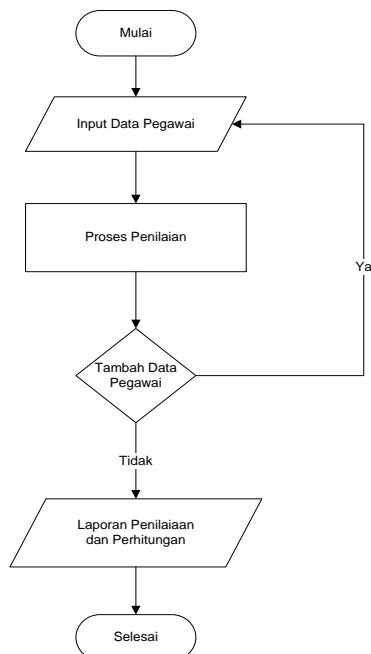 Mulai
Input Data Pegawai
Proses Penilaian
Ya
Tambah Data
Pegawai
Tidak
Laporan Penilaiaan
dan Perhitungan
Selesai